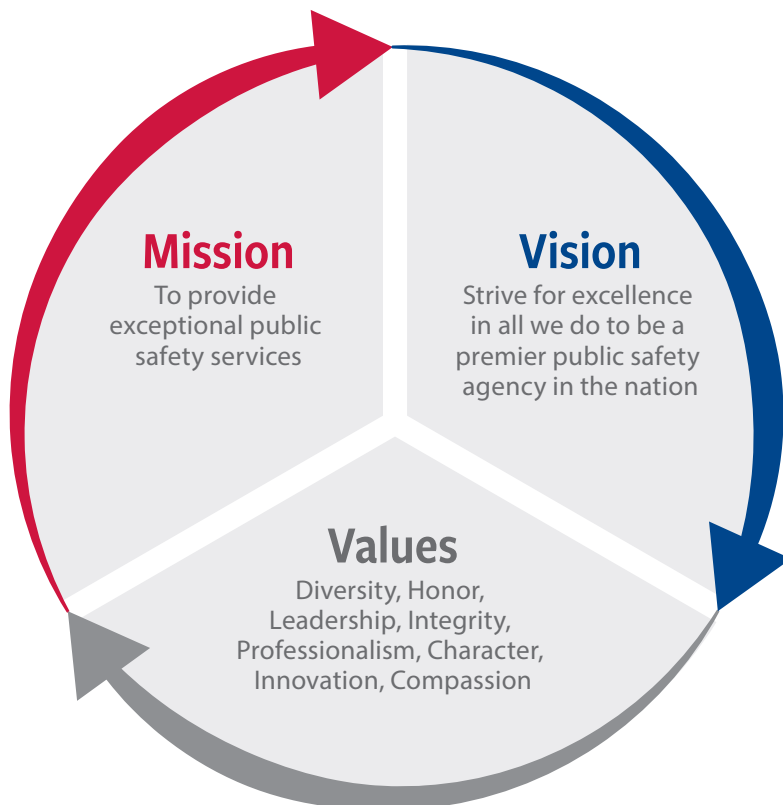 Mission
To provide
exceptional public
safety services
Vision
Strive for excellence
in all we do to be a
premier public safety
agency in the nation
Values
Diversity, Honor,
Leadership, Integrity,
Professionalism, Character,
Innovation, Compassion